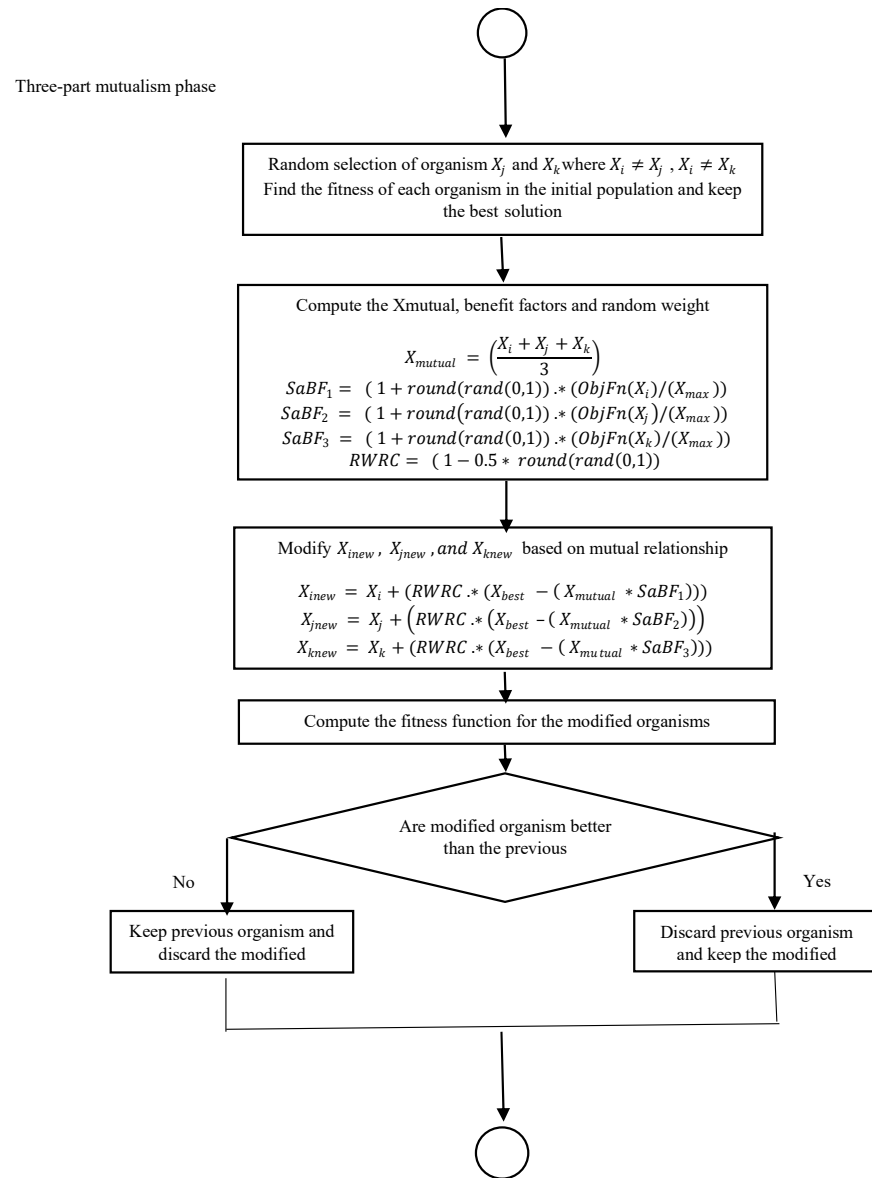 Three-part mutualism phase
Random selection of organism X_j and X_k where X_i ≠ X_j , X_i ≠ X_k
Find the fitness of each organism in the initial population and keep
the best solution
Compute the Xmutual, benefit factors and random weight
X_mutual = ((X_i + X_j + X_k)/3)
SaBF_1 = ( 1 + round(rand(0,1)) .* (ObjFn(X_i)/(X_max))
SaBF_2 = ( 1 + round(rand(0,1)) .* (ObjFn(X_j)/(X_max))
SaBF_3 = ( 1 + round(rand(0,1)) .* (ObjFn(X_k)/(X_max))
RWRC = ( 1 − 0.5 * round(rand(0,1))
Modify X_inew , X_jnew , and X_knew based on mutual relationship
X_inew = X_i + (RWRC .* (X_best − ( X_mutual * SaBF_1)))
X_jnew = X_j + (RWRC .* (X_best − ( X_mutual * SaBF_2)))
X_knew = X_k + (RWRC .* (X_best − ( X_mutual * SaBF_3)))
Compute the fitness function for the modified organisms
Are modified organism better
than the previous
No
Yes
Keep previous organism and
discard the modified
Discard previous organism
and keep the modified